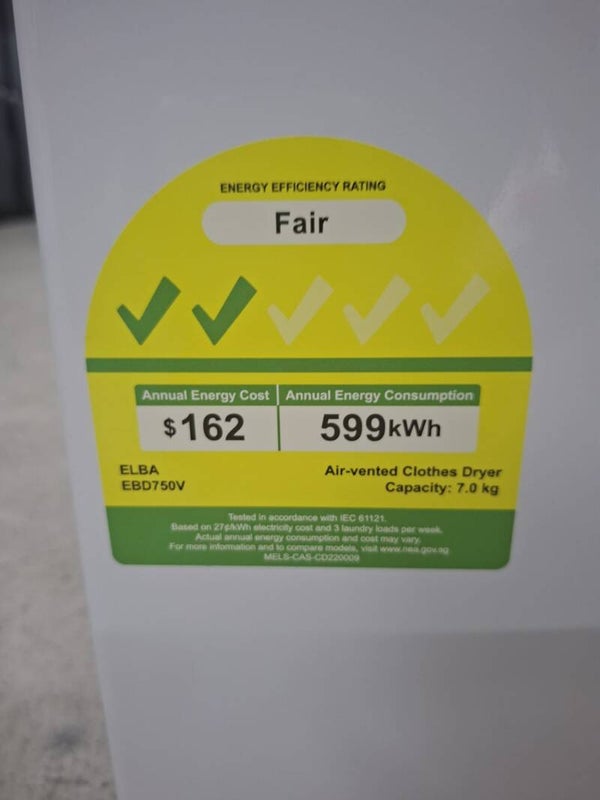 ENERGY EFFICIENCY RATING
Fair
Annual Energy Cost
Annual Energy Consumption
$162
599kWh
ELBA
EBD750V
Air-vented Clothes Dryer
Capacity: 7.0 kg
Tested in accordance with IEC 61121.
Based on 27¢/kWh electricity cost and 3 laundry loads per week.
Actual annual energy consumption and cost may vary.
For more information and to compare models, visit www.nea.gov.sg
MELS-CAS-CD220009